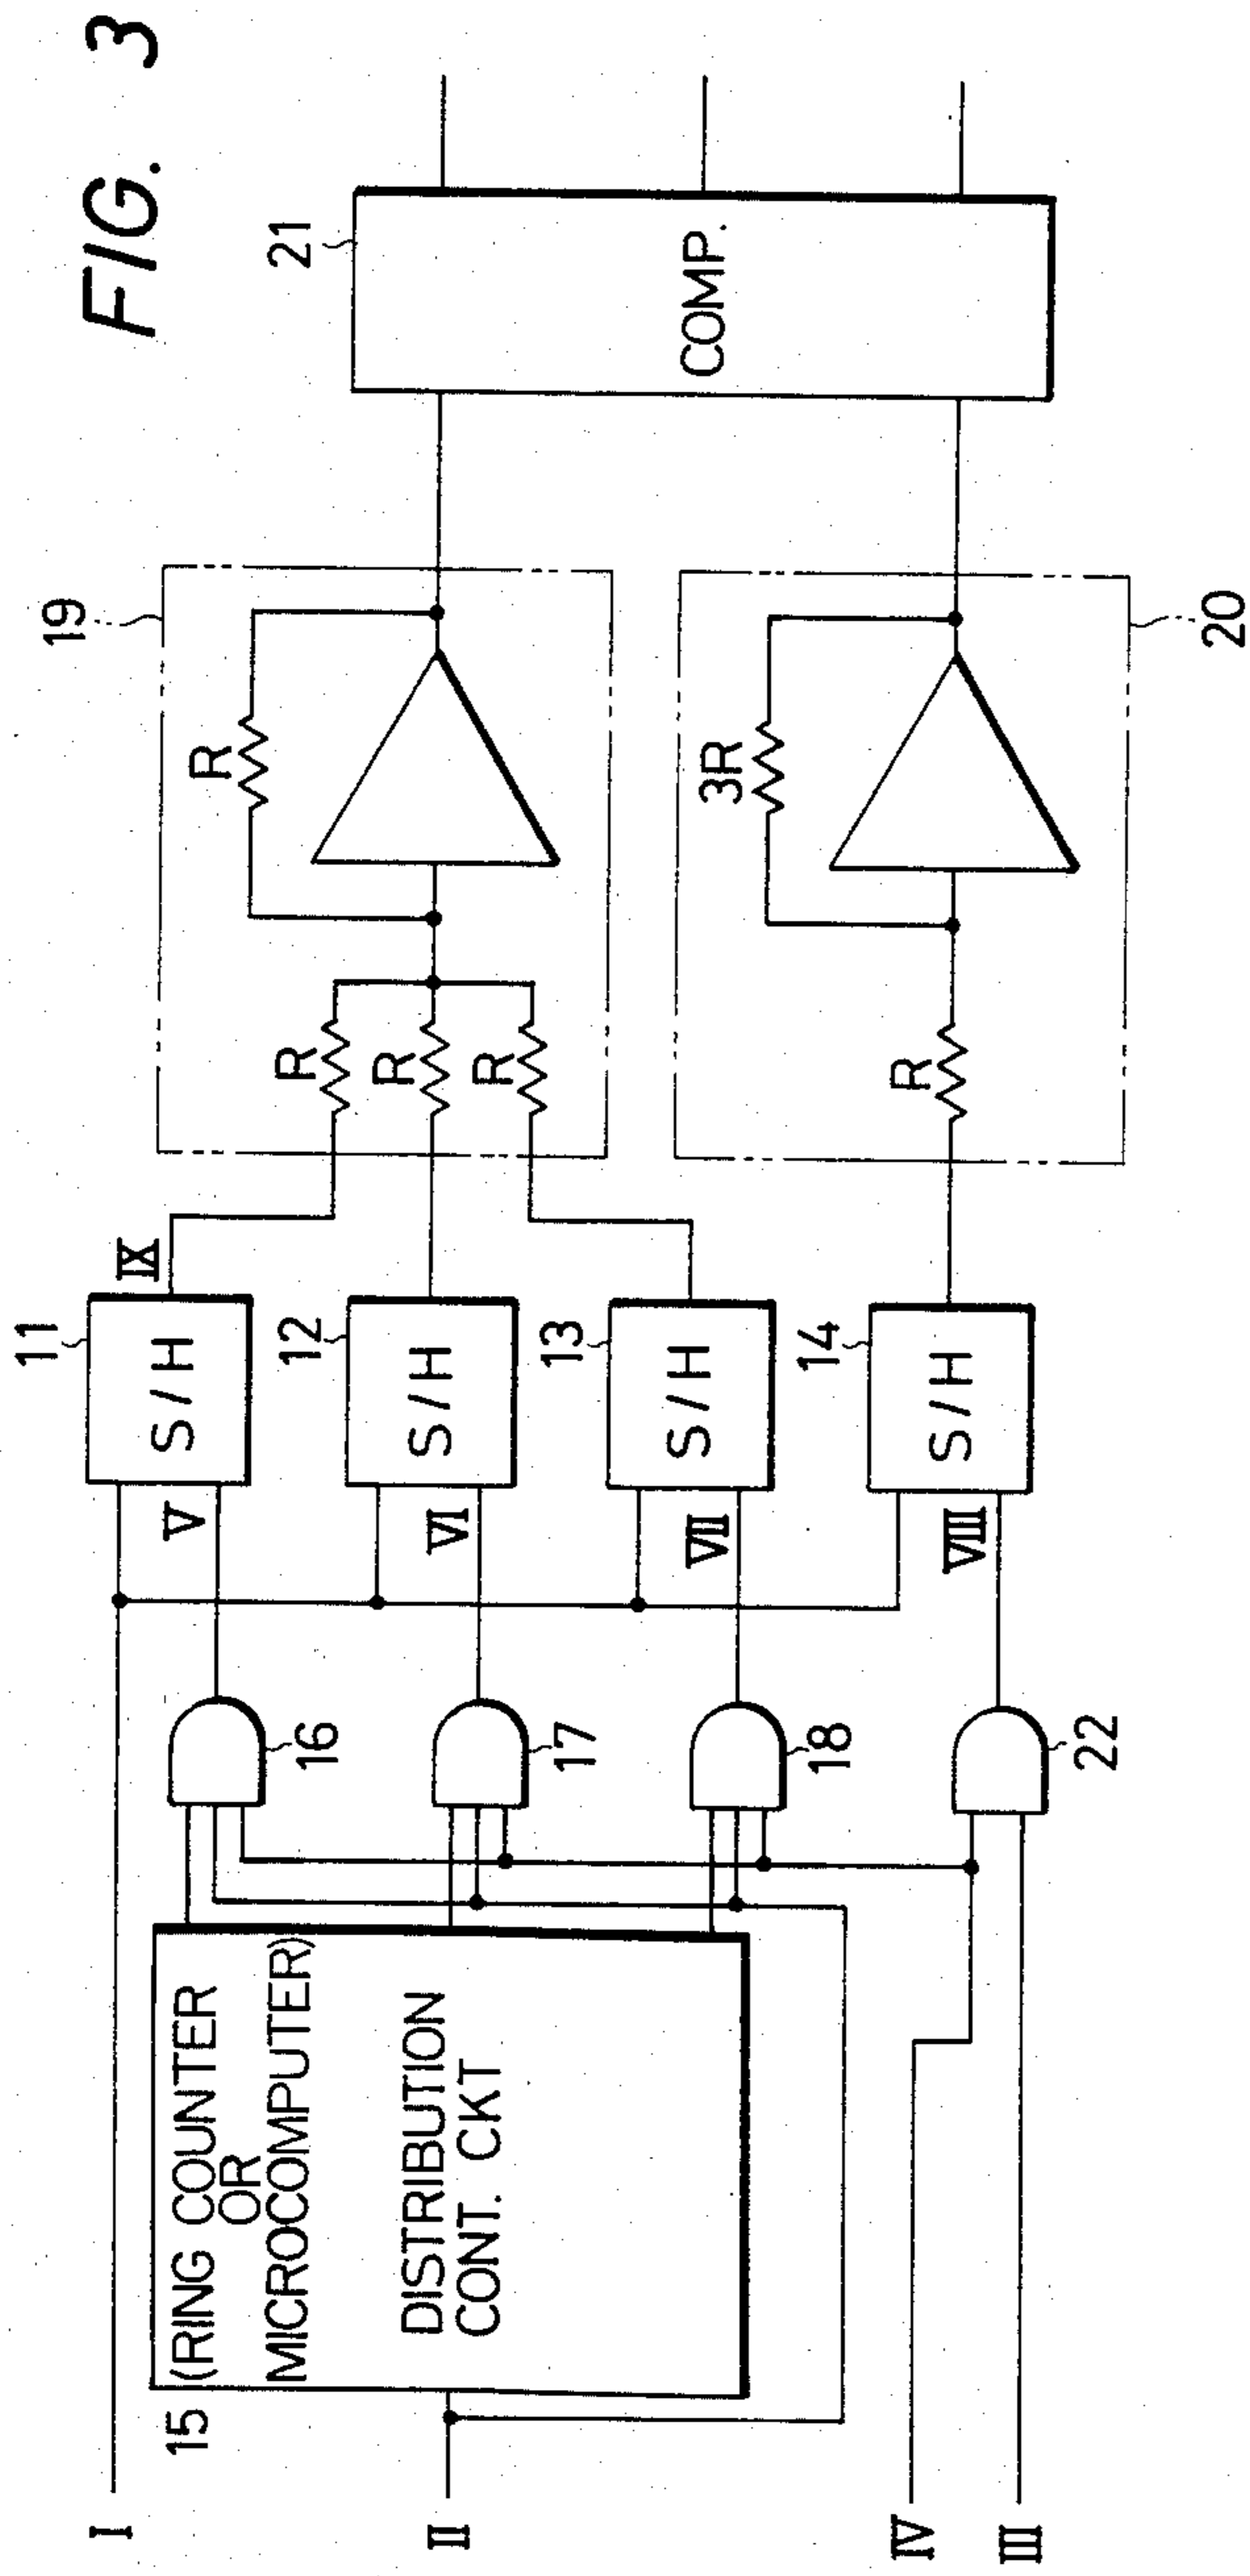 FIG. 3
I
II
IV
III
15
(RING COUNTER
OR
MICROCOMPUTER)
DISTRIBUTION
CONT. CKT
16
17
18
22
V
VI
VII
VIII
11
S/H
12
S/H
13
S/H
14
S/H
IX
19
R
R
R
R
20
R
3R
21
COMP.